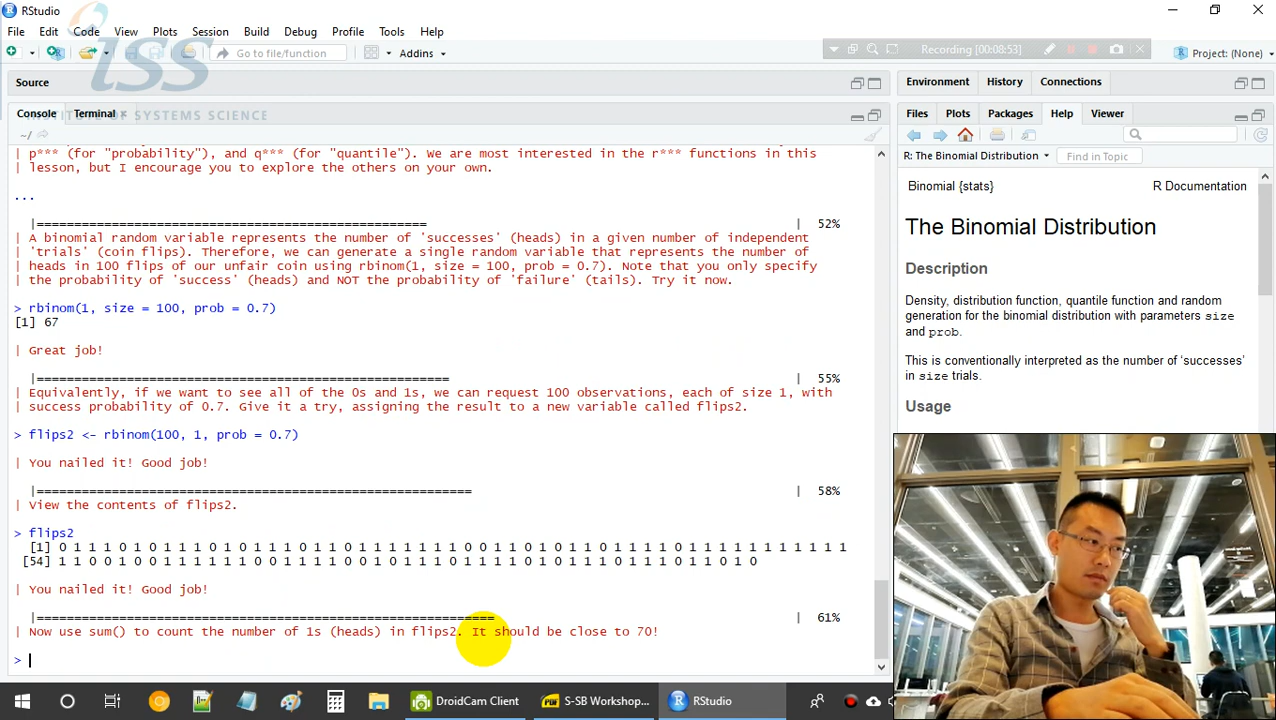 RStudio
File Edit Code View Plots Session Build Debug Profile Tools Help
Go to file/function
Addins
Recording [00:08:53]
Project: (None)
iss
INSTITUTE OF SYSTEMS SCIENCE
Source
Console Terminal
~/
p*** (for "probability"), and q*** (for "quantile"). We are most interested in the r*** functions in this
| lesson, but I encourage you to explore the others on your own.
...
|==================================================== | 52%
| A binomial random variable represents the number of 'successes' (heads) in a given number of independent
| 'trials' (coin flips). Therefore, we can generate a single random variable that represents the number of
| heads in 100 flips of our unfair coin using rbinom(1, size = 100, prob = 0.7). Note that you only specify
| the probability of 'success' (heads) and NOT the probability of 'failure' (tails). Try it now.
> rbinom(1, size = 100, prob = 0.7)
[1] 67
| Great job!
|======================================================= | 55%
| Equivalently, if we want to see all of the 0s and 1s, we can request 100 observations, each of size 1, with
| success probability of 0.7. Give it a try, assigning the result to a new variable called flips2.
> flips2 <- rbinom(100, 1, prob = 0.7)
| You nailed it! Good job!
|========================================================== | 58%
| View the contents of flips2.
> flips2
[1] 0 1 1 1 0 1 0 1 1 1 0 1 0 1 1 1 0 1 1 0 1 1 1 1 1 1 1 0 0 1 1 0 1 0 1 1 0 1 1 1 0 1 1 1 1 1 1 1 1 1 1 1 1
[54] 1 1 0 0 1 0 0 1 1 1 1 1 1 0 0 1 1 1 0 1 1 0 1 1 1 0 1 1 1 1 0 1 0 1 1 1 0 1 1 1 0 1 1 0 1 0
| You nailed it! Good job!
|============================================================= | 61%
| Now use sum() to count the number of 1s (heads) in flips2. It should be close to 70!
>
Environment History Connections
Files Plots Packages Help Viewer
R: The Binomial Distribution
Find in Topic
Binomial {stats} R Documentation
The Binomial Distribution
Description
Density, distribution function, quantile function and random
generation for the binomial distribution with parameters size
and prob.
This is conventionally interpreted as the number of ‘successes’
in size trials.
Usage
DroidCam Client
S-SB Workshop...
RStudio